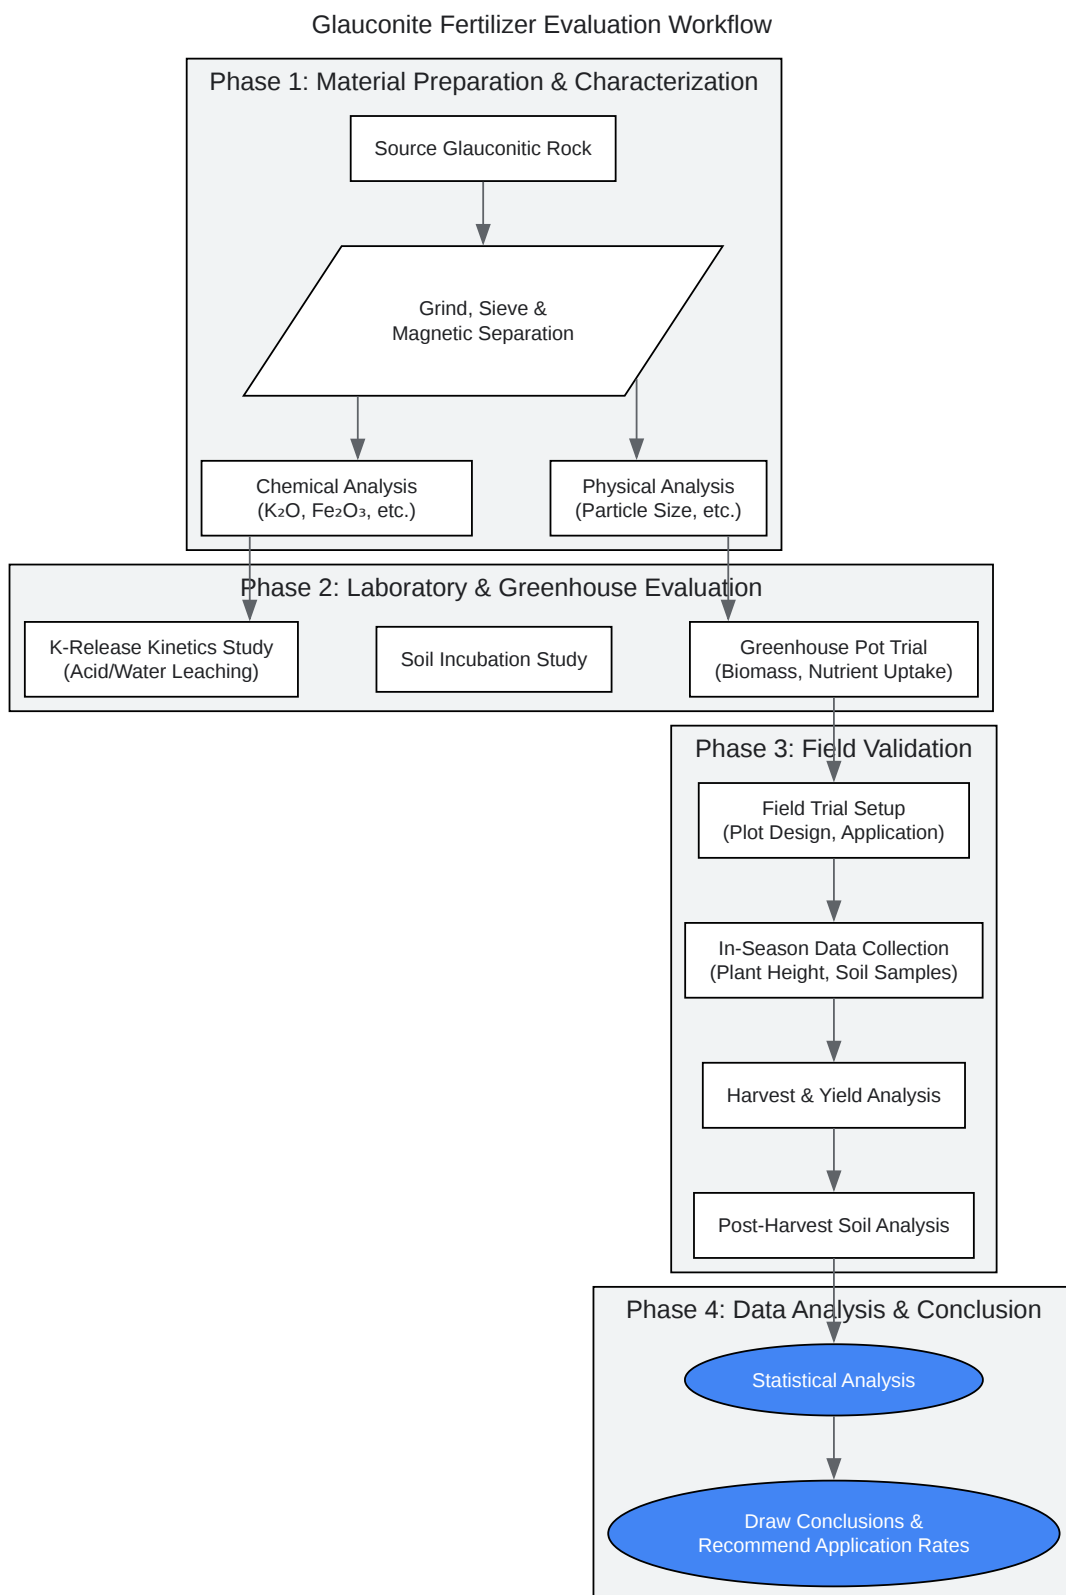 Glauconite Fertilizer Evaluation Workflow
Phase 1: Material Preparation & Characterization
Source Glauconitic Rock
Grind, Sieve &
Magnetic Separation
Chemical Analysis
(K₂O, Fe₂O₃, etc.)
Physical Analysis
(Particle Size, etc.)
Phase 2: Laboratory & Greenhouse Evaluation
K-Release Kinetics Study
(Acid/Water Leaching)
Soil Incubation Study
Greenhouse Pot Trial
(Biomass, Nutrient Uptake)
Phase 3: Field Validation
Field Trial Setup
(Plot Design, Application)
In-Season Data Collection
(Plant Height, Soil Samples)
Harvest & Yield Analysis
Post-Harvest Soil Analysis
Phase 4: Data Analysis & Conclusion
Statistical Analysis
Draw Conclusions &
Recommend Application Rates